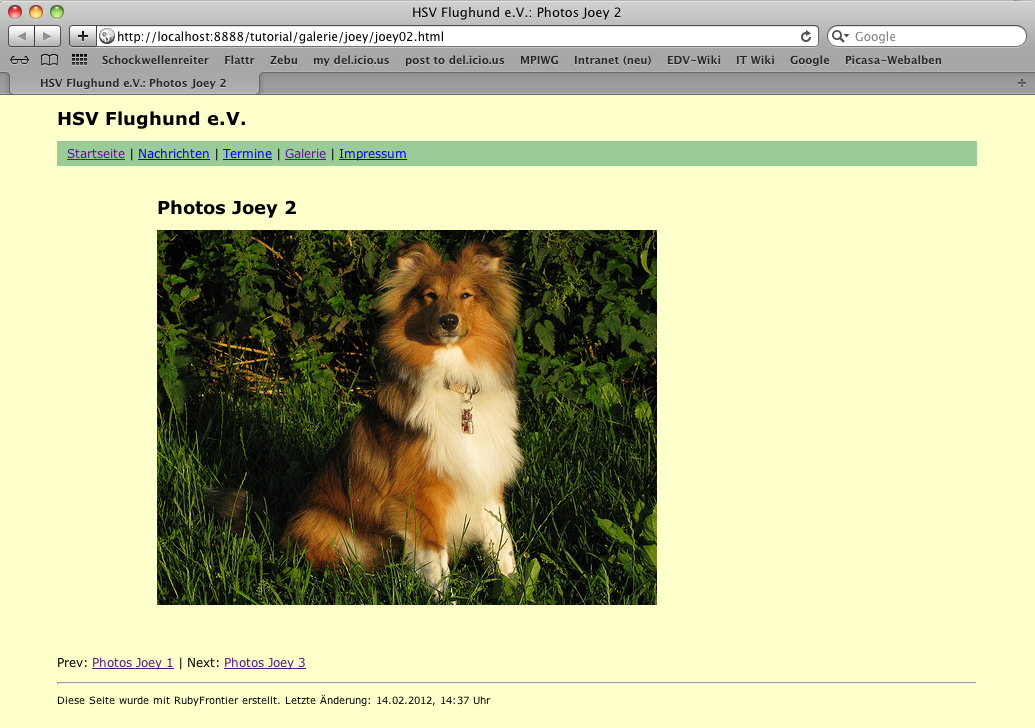 HSV Flughund e.V.: Photos Joey 2
http://localhost:8888/tutorial/galerie/joey/joey02.html
Google
Schockwellenreiter Flattr Zebu my del.icio.us post to del.icio.us MPIWG Intranet (neu) EDV-Wiki IT Wiki Google Picasa-Webalben
HSV Flughund e.V.: Photos Joey 2
HSV Flughund e.V.
Startseite | Nachrichten | Termine | Galerie | Impressum
Photos Joey 2
Prev: Photos Joey 1 | Next: Photos Joey 3
Diese Seite wurde mit RubyFrontier erstellt. Letzte Änderung: 14.02.2012, 14:37 Uhr